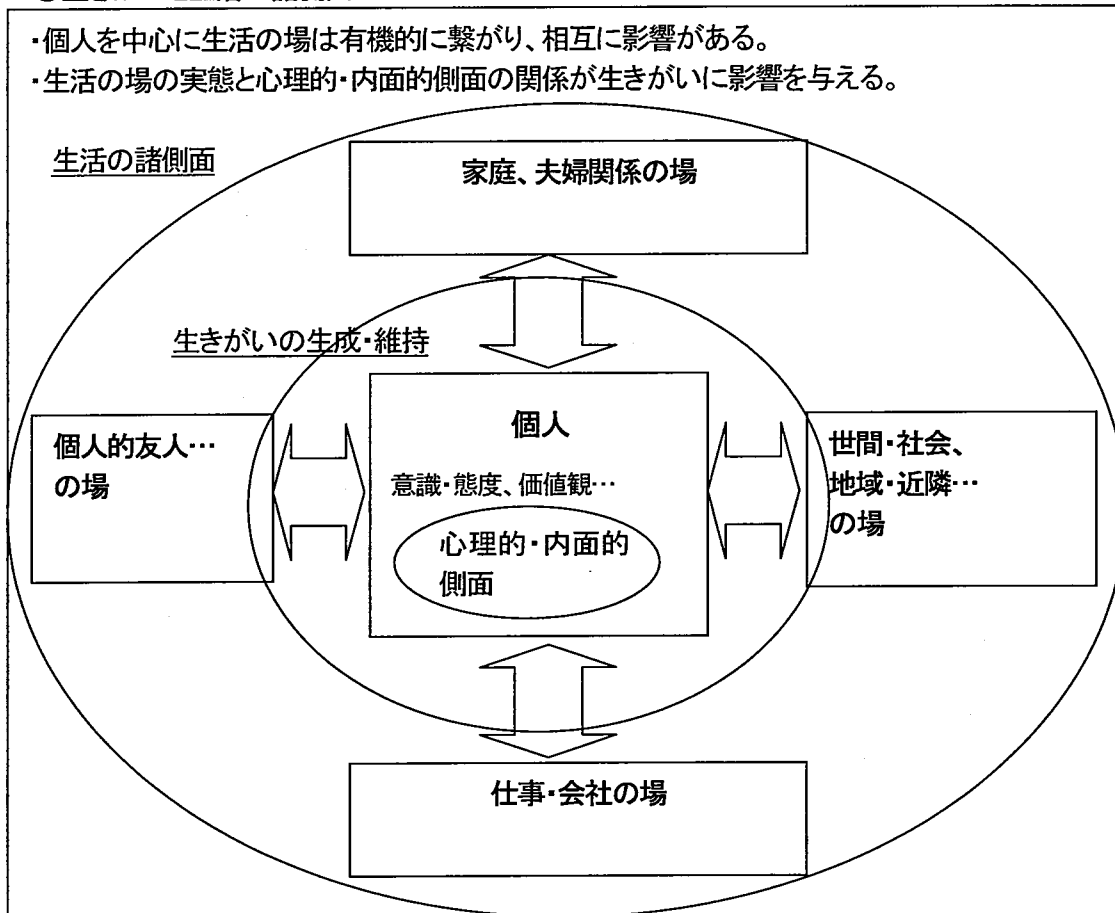 ・個人を中心に生活の場は有機的に繋がり、相互に影響がある。
・生活の場の実態と心理的・内面的側面の関係が生きがいに影響を与える。
生活の諸側面
家庭、夫婦関係の場
生きがいの生成・維持
個人的友人…
の場
個人
意識・態度、価値観…
心理的・内面的
側面
世間・社会、
地域・近隣…
の場
仕事・会社の場